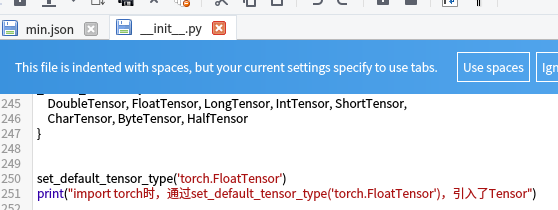 min.json
__init__.py
This file is indented with spaces, but your current settings specify to use tabs.
Use spaces
245 DoubleTensor, FloatTensor, LongTensor, IntTensor, ShortTensor,
246 CharTensor, ByteTensor, HalfTensor
247 }
248
249
250 set_default_tensor_type('torch.FloatTensor')
251 print("import torch时，通过set_default_tensor_type('torch.FloatTensor')，引入了Tensor")
252